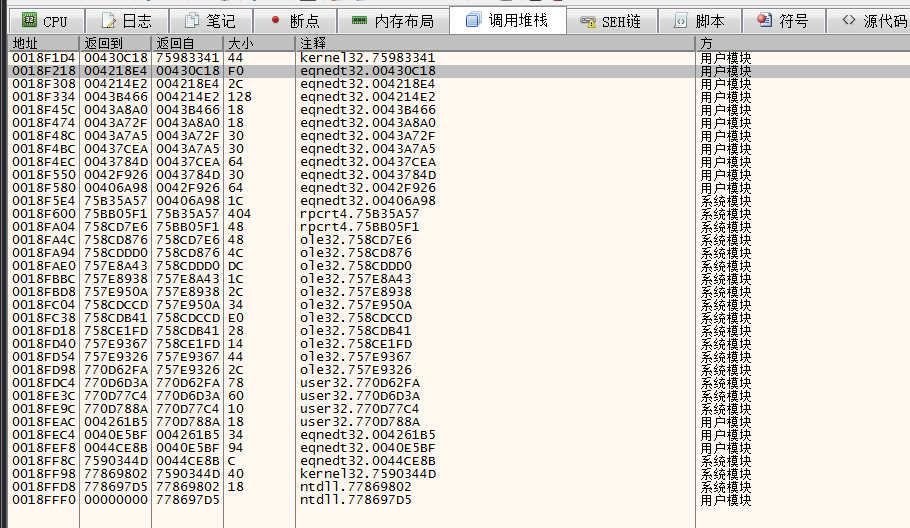 CPU 日志 笔记 断点 内存布局 调用堆栈 SEH链 脚本 符号 源代码
地址 返回到 返回自 大小 注释 方
0018F1D4 00430C18 75983341 44 kernel32.75983341 用户模块
0018F218 004218E4 00430C18 F0 eqnedt32.00430C18 用户模块
0018F308 004214E2 004218E4 2C eqnedt32.004218E4 用户模块
0018F334 0043B466 004214E2 128 eqnedt32.004214E2 用户模块
0018F45C 0043A8A0 0043B466 18 eqnedt32.0043B466 用户模块
0018F474 0043A72F 0043A8A0 18 eqnedt32.0043A8A0 用户模块
0018F48C 0043A7A5 0043A72F 30 eqnedt32.0043A72F 用户模块
0018F4BC 00437CEA 0043A7A5 30 eqnedt32.0043A7A5 用户模块
0018F4EC 0043784D 00437CEA 64 eqnedt32.00437CEA 用户模块
0018F550 0042F926 0043784D 30 eqnedt32.0043784D 用户模块
0018F580 00406A98 0042F926 64 eqnedt32.0042F926 用户模块
0018F5E4 75B35A57 00406A98 1C eqnedt32.00406A98 系统模块
0018F600 75BB05F1 75B35A57 404 rpcrt4.75B35A57 系统模块
0018FA04 758CD7E6 75BB05F1 48 rpcrt4.75BB05F1 系统模块
0018FA4C 758CD876 758CD7E6 48 ole32.758CD7E6 系统模块
0018FA94 758CDDD0 758CD876 4C ole32.758CD876 系统模块
0018FAE0 757E8A43 758CDDD0 DC ole32.758CDDD0 系统模块
0018FBBC 757E8938 757E8A43 1C ole32.757E8A43 系统模块
0018FBD8 757E950A 757E8938 2C ole32.757E8938 系统模块
0018FC04 758CDCCD 757E950A 34 ole32.757E950A 系统模块
0018FC38 758CDB41 758CDCCD E0 ole32.758CDCCD 系统模块
0018FD18 758CE1FD 758CDB41 28 ole32.758CDB41 系统模块
0018FD40 757E9367 758CE1FD 14 ole32.758CE1FD 系统模块
0018FD54 757E9326 757E9367 44 ole32.757E9367 系统模块
0018FD98 770D62FA 757E9326 2C ole32.757E9326 系统模块
0018FDC4 770D6D3A 770D62FA 78 user32.770D62FA 系统模块
0018FE3C 770D77C4 770D6D3A 60 user32.770D6D3A 系统模块
0018FE9C 770D788A 770D77C4 10 user32.770D77C4 系统模块
0018FEAC 004261B5 770D788A 18 user32.770D788A 用户模块
0018FEC4 0040E5BF 004261B5 34 eqnedt32.004261B5 用户模块
0018FEF8 0044CE8B 0040E5BF 94 eqnedt32.0040E5BF 用户模块
0018FF8C 7590344D 0044CE8B C eqnedt32.0044CE8B 系统模块
0018FF98 77869802 7590344D 40 kernel32.7590344D 系统模块
0018FFD8 778697D5 77869802 18 ntdll.77869802 系统模块
0018FFF0 00000000 778697D5 ntdll.778697D5 用户模块